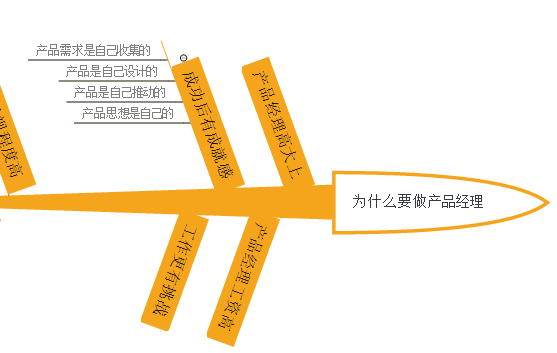 产品需求是自己收集的
产品是自己设计的
产品是自己推动的
产品思想是自己的
成功后有成就感
产品经理高大上
程度高
为什么要做产品经理
工作更有挑战
产品经理工资高